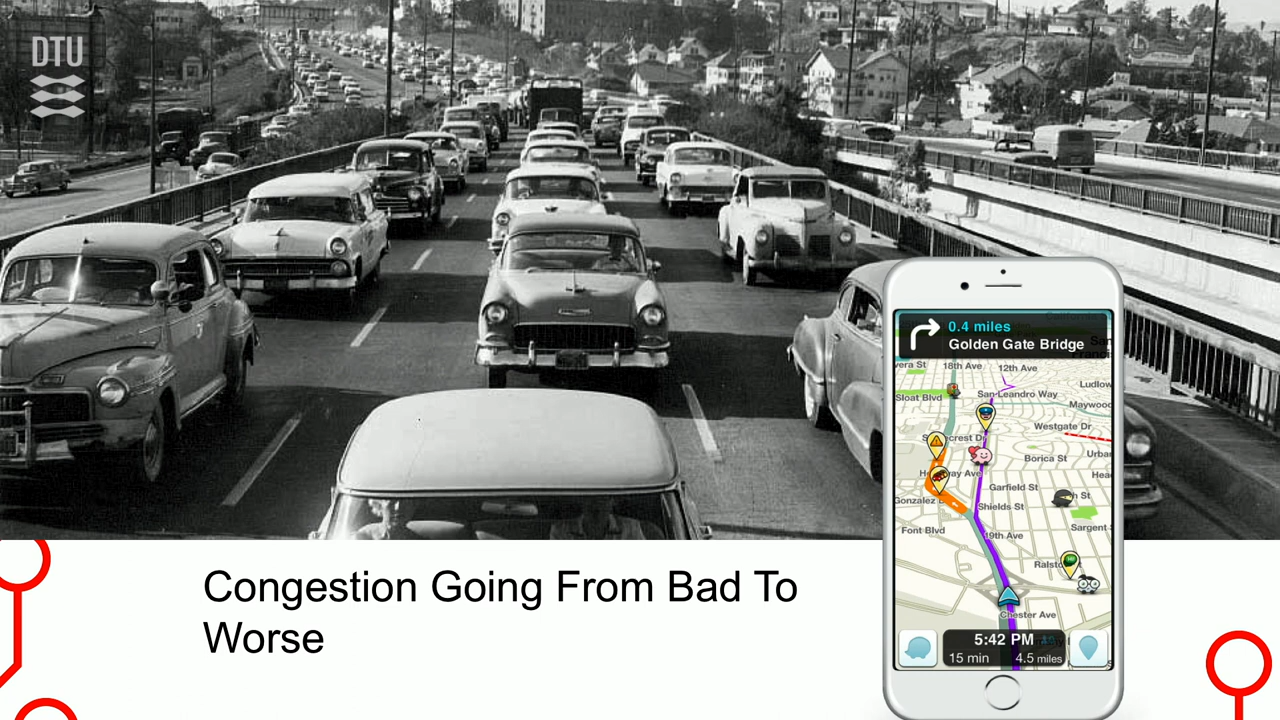 DTU
0.4 miles
Golden Gate Bridge
18th Ave
12th Ave
Sloat Blvd
San Leandro Way
Ludlow
Maywood
Westgate Dr
Borica St
Garfield St
Shields St
Font Blvd
19th Ave
Sargent
Chester Ave
5:42 PM
15 min 4.5 miles
Congestion Going From Bad To
Worse